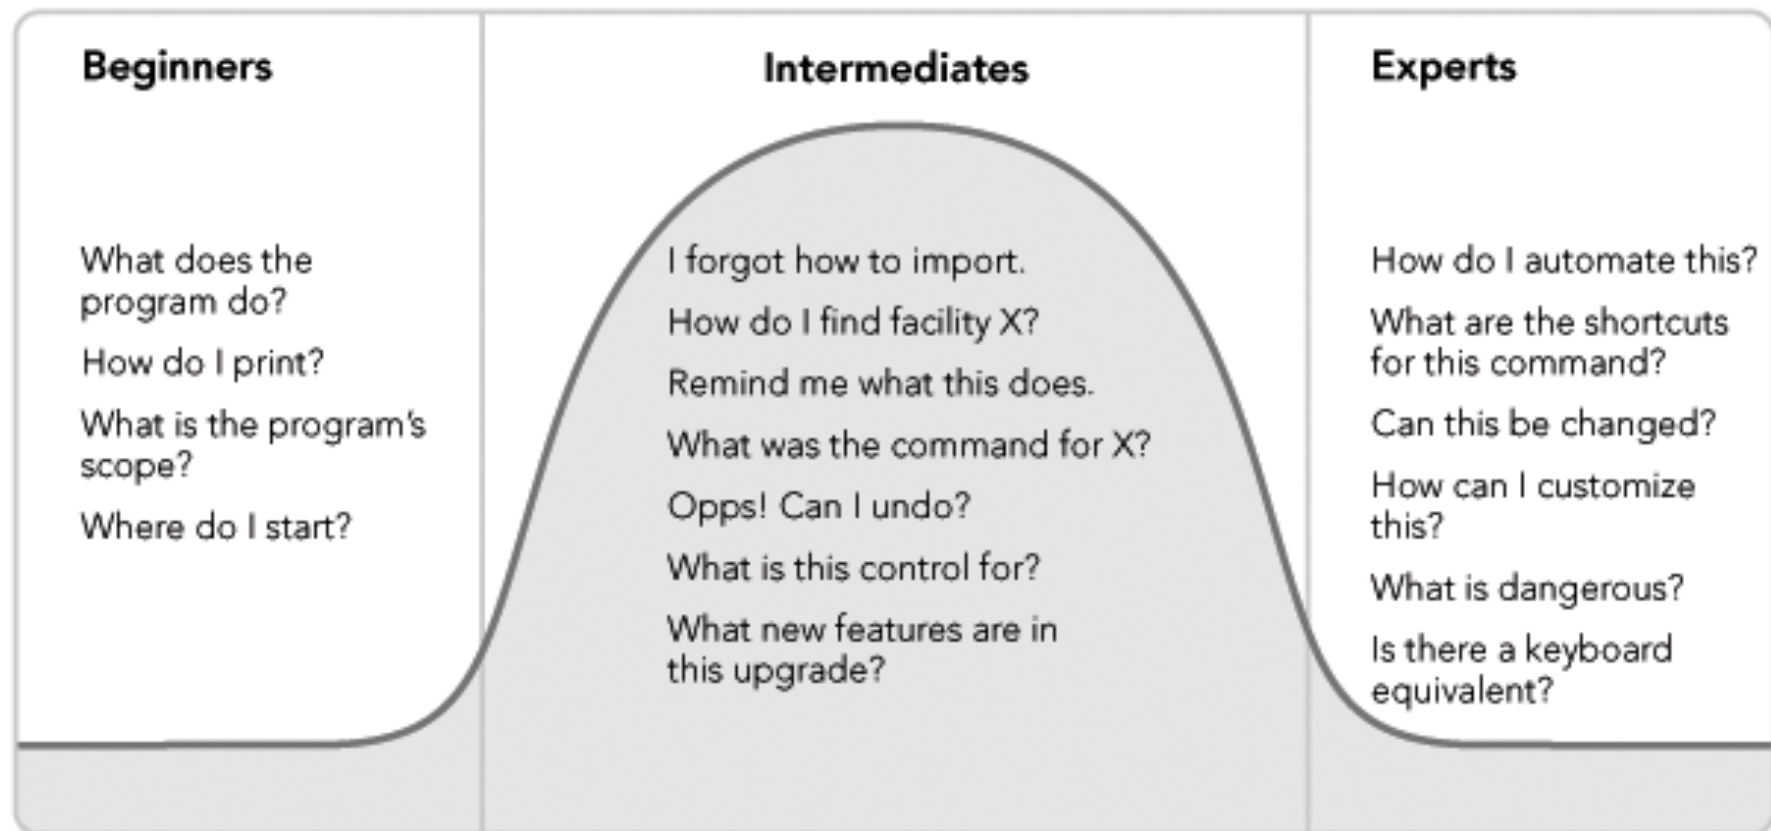 Beginners
What does the
program do?
How do I print?
What is the program's
scope?
Where do I start?
Intermediates
I forgot how to import.
How do I find facility X?
Remind me what this does.
What was the command for X?
Opps! Can I undo?
What is this control for?
What new features are in
this upgrade?
Experts
How do I automate this?
What are the shortcuts
for this command?
Can this be changed?
How can I customize
this?
What is dangerous?
Is there a keyboard
equivalent?